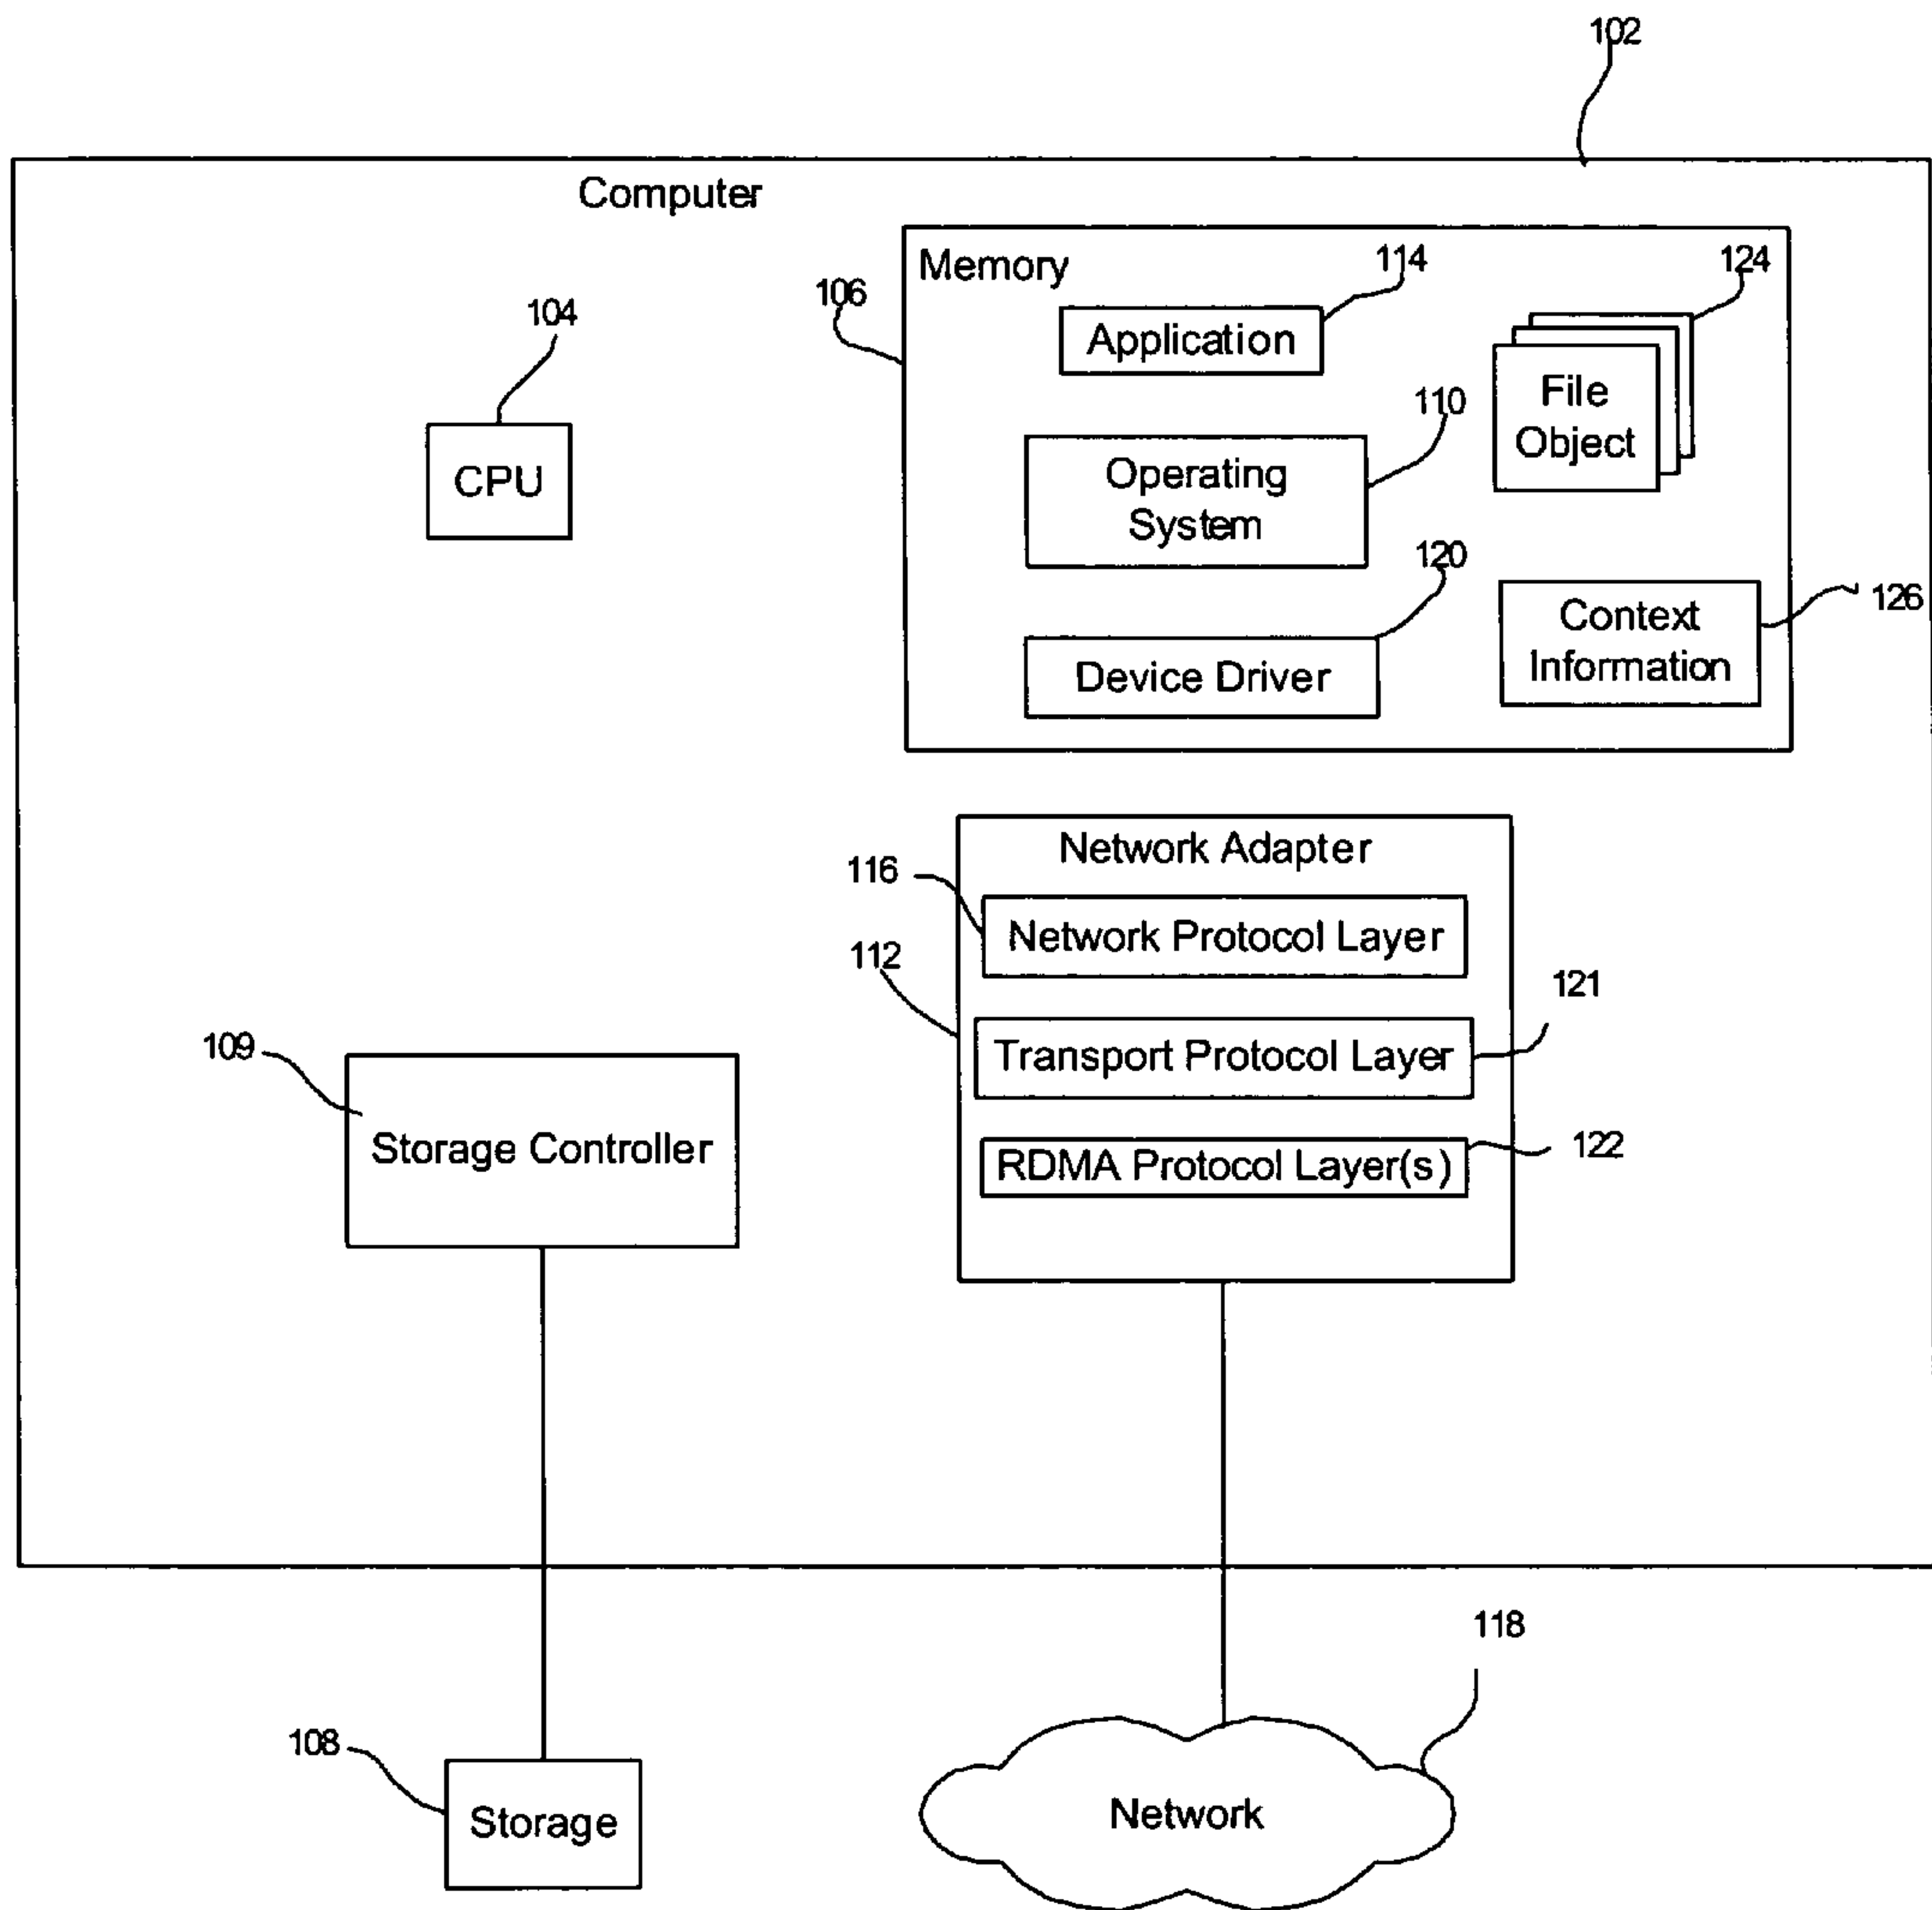 102
Computer
Memory
114
124
106
104
Application
File
Object
110
CPU
Operating
System
120
126
Context
Information
Device Driver
Network Adapter
116
Network Protocol Layer
112
121
109
Transport Protocol Layer
Storage Controller
122
RDMA Protocol Layer(s)
118
108
Storage
Network